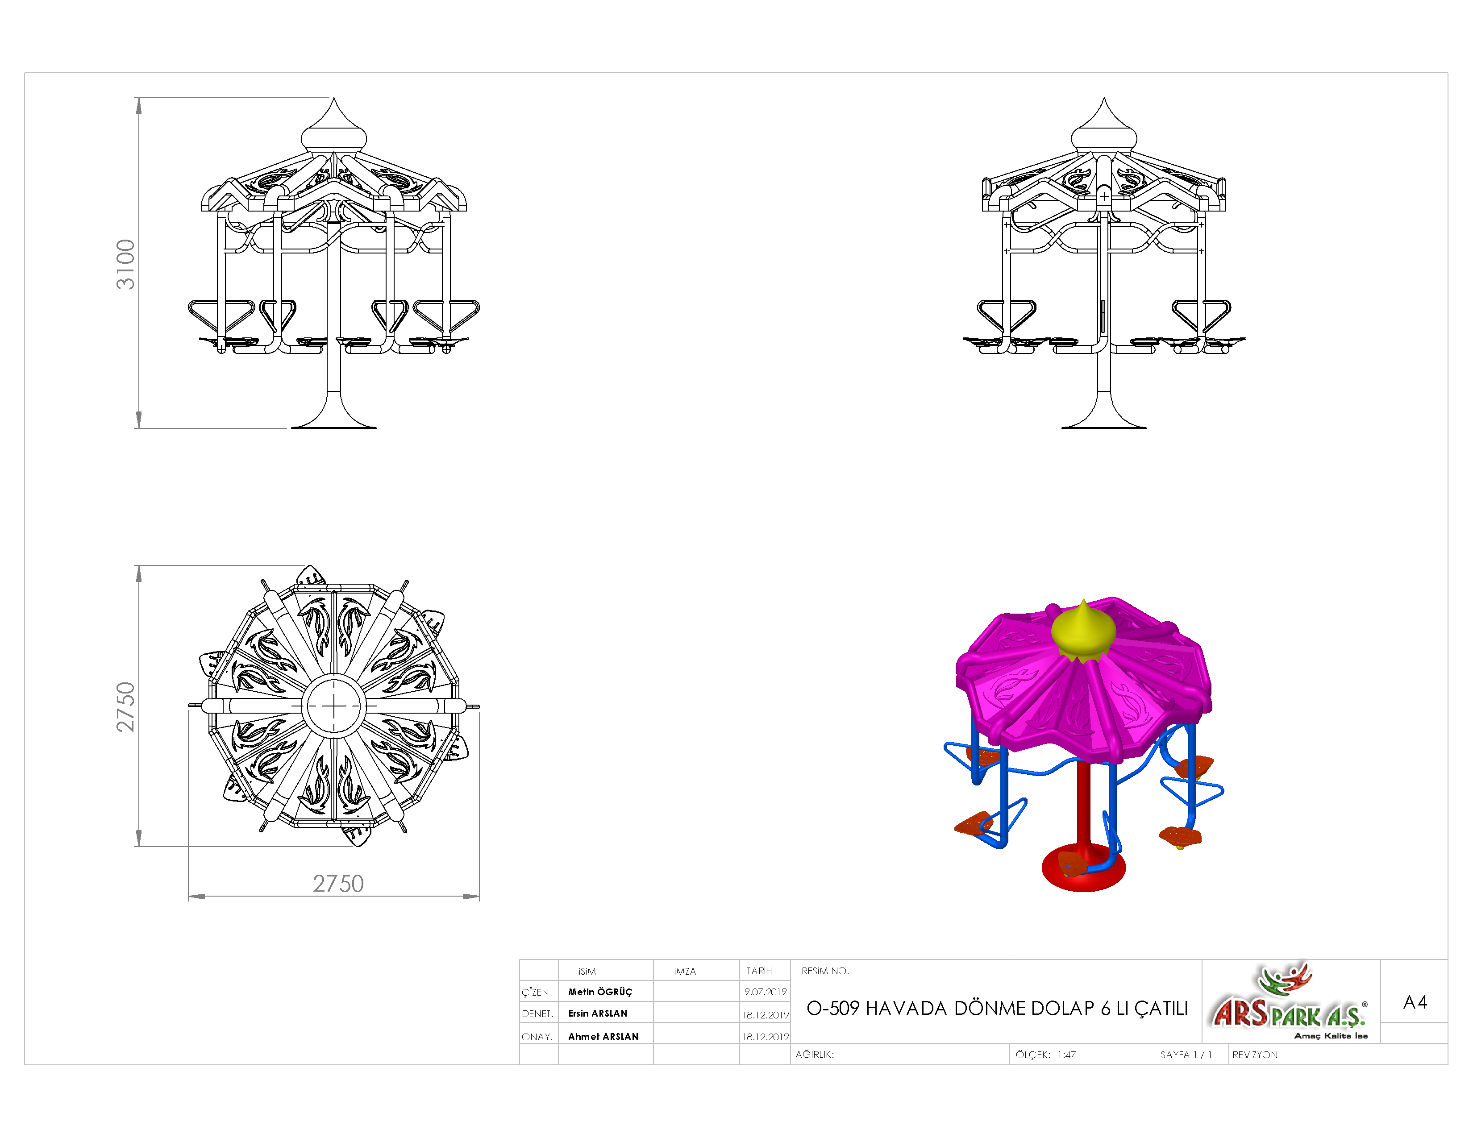 3100
2750
2750
İSİM
İMZA
TARİH
RESİM NO.
ÇİZEN
Metin ÖGRÜÇ
9.07.2019
DENET.
Ersin ARSLAN
18.12.2019
ONAY.
Ahmet ARSLAN
18.12.2019
O-509 HAVADA DÖNME DOLAP 6 LI ÇATILI
ARSPARK A.Ş.®
Amaç Kalite İse
A4
AĞIRLIK:
ÖLÇEK: 1:47
SAYFA 1 / 1
REVİZYON